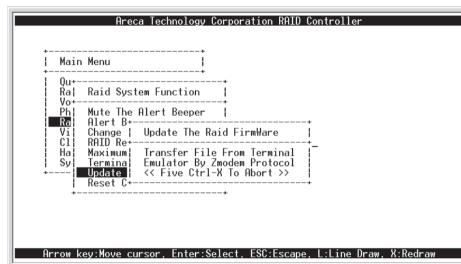 Areca Technology Corporation RAID Controller
Main Menu
Qu
Ra Raid System Function
Vo
Ph Mute The Alert Beeper
Ra Alert B
Vi Change Update The Raid FirmWare
Cl RAID Re
Ha Maximum Transfer File From Terminal
Sy Termina Emulator By Zmodem Protocol
Update << Five Ctrl-X To Abort >>
Reset C
Arrow key:Move cursor, Enter:Select, ESC:Escape, L:Line Draw, X:Redraw